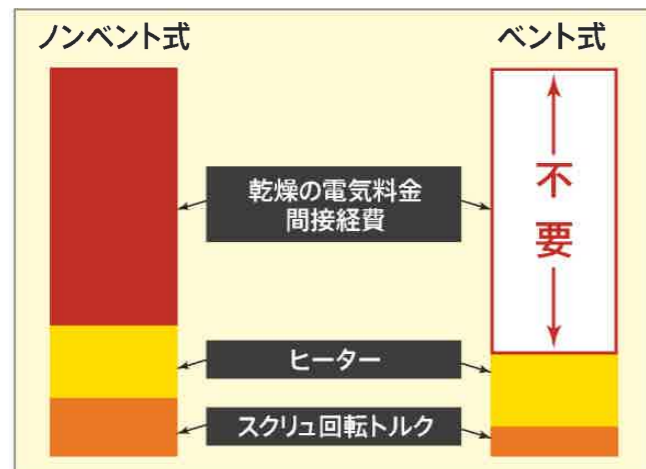 ノンベント式
ベント式
乾燥の電気料金
間接経費
不要
ヒーター
スクリュ回転トルク